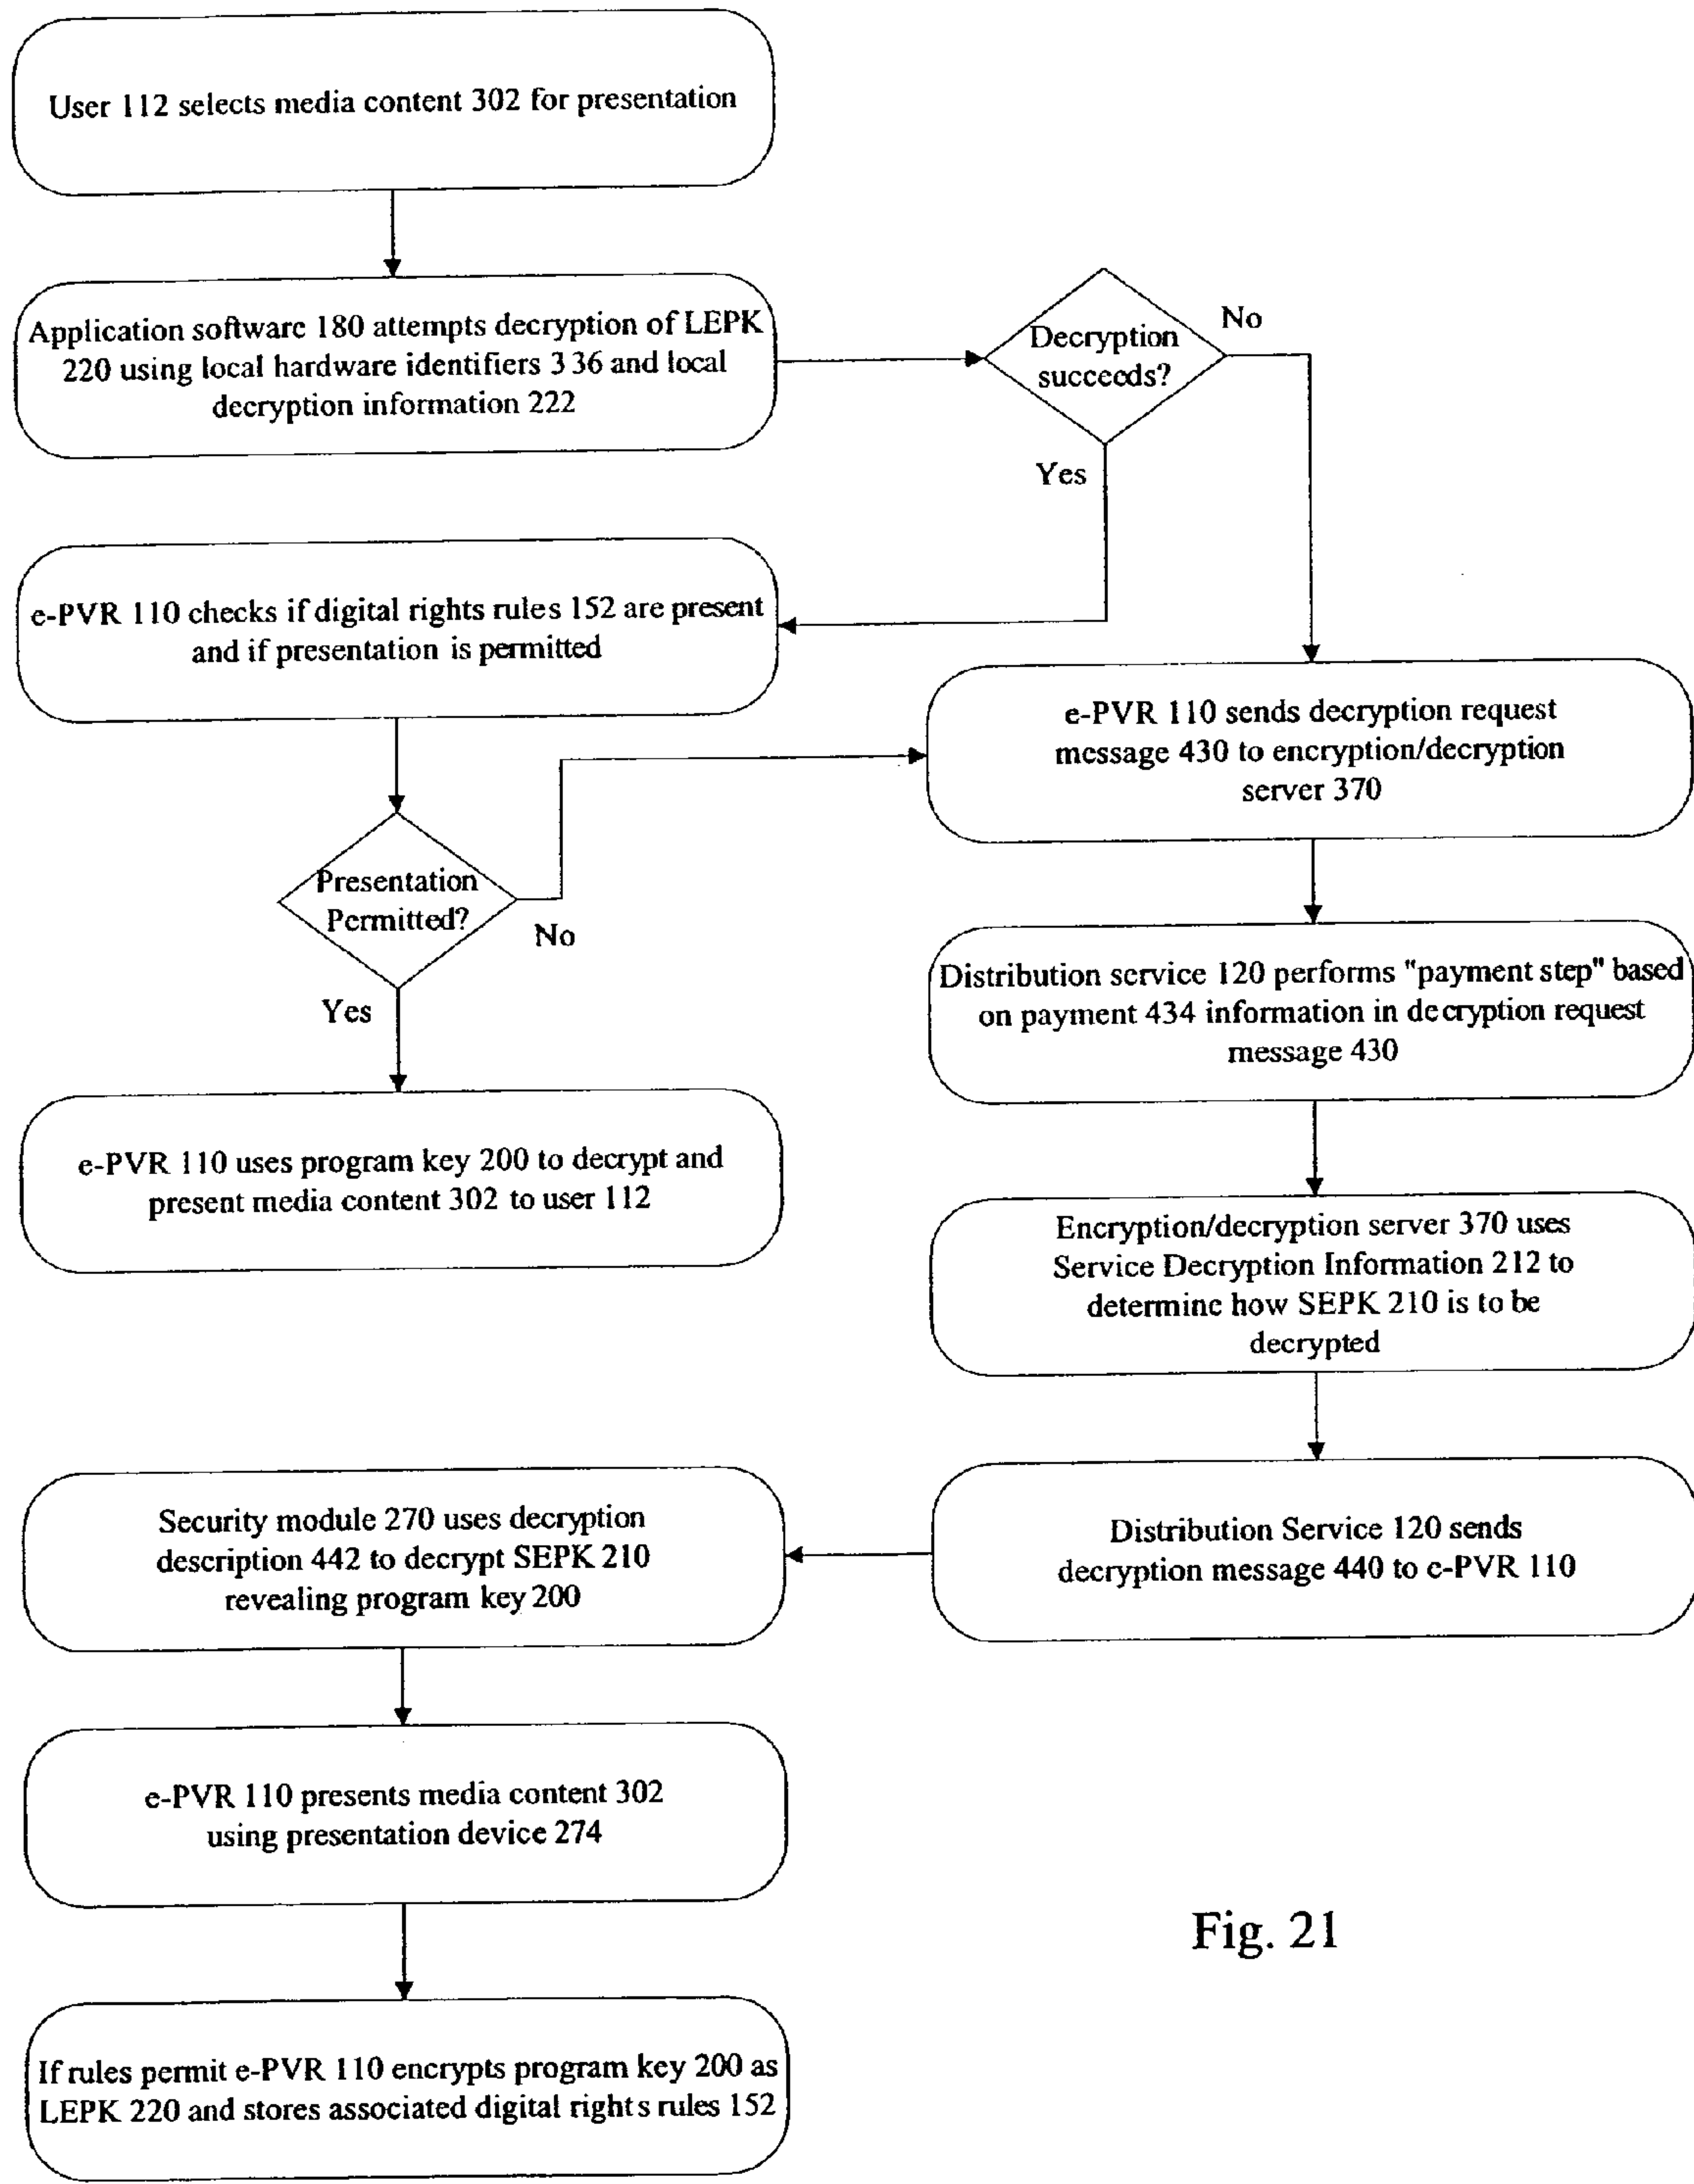 User 112 selects media content 302 for presentation
Application software 180 attempts decryption of LEPK
220 using local hardware identifiers 336 and local
decryption information 222
Decryption
succeeds?
No
Yes
e-PVR 110 checks if digital rights rules 152 are present
and if presentation is permitted
e-PVR 110 sends decryption request
message 430 to encryption/decryption
server 370
Presentation
Permitted?
No
Yes
Distribution service 120 performs "payment step" based
on payment 434 information in decryption request
message 430
e-PVR 110 uses program key 200 to decrypt and
present media content 302 to user 112
Encryption/decryption server 370 uses
Service Decryption Information 212 to
determine how SEPK 210 is to be
decrypted
Distribution Service 120 sends
decryption message 440 to e-PVR 110
Security module 270 uses decryption
description 442 to decrypt SEPK 210
revealing program key 200
e-PVR 110 presents media content 302
using presentation device 274
If rules permit e-PVR 110 encrypts program key 200 as
LEPK 220 and stores associated digital rights rules 152
Fig. 21